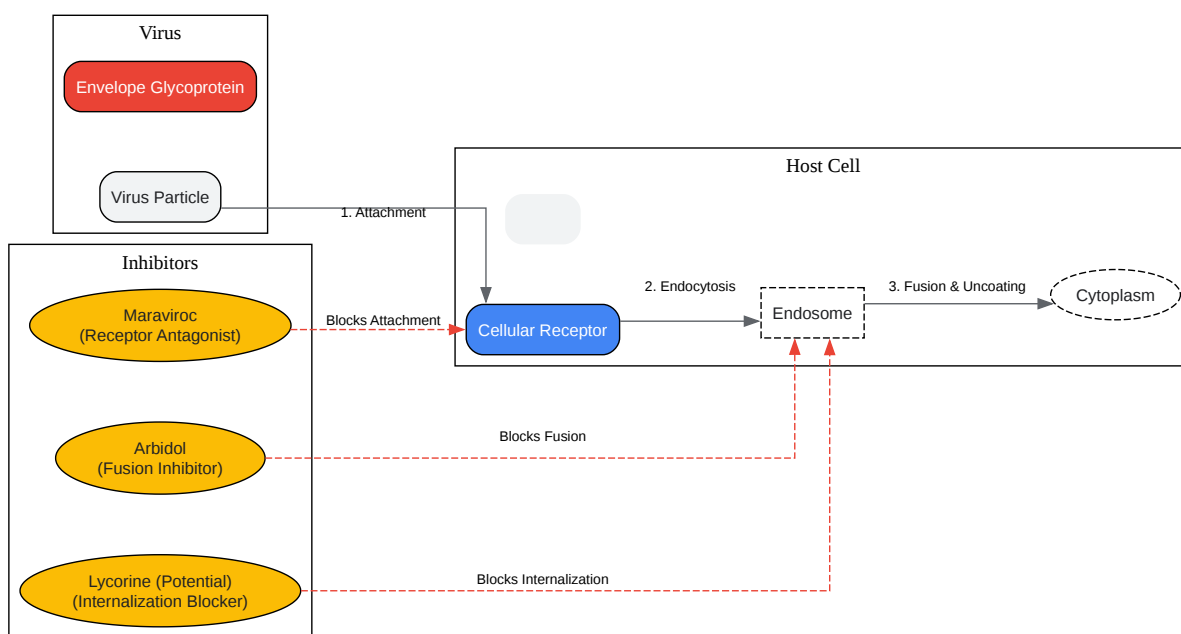 Virus
Envelope Glycoprotein
Virus Particle
Host Cell
1. Attachment
Inhibitors
Maraviroc
(Receptor Antagonist)
Blocks Attachment
Cellular Receptor
2. Endocytosis
Endosome
3. Fusion & Uncoating
Cytoplasm
Arbidol
(Fusion Inhibitor)
Blocks Fusion
Lycorine (Potential)
(Internalization Blocker)
Blocks Internalization